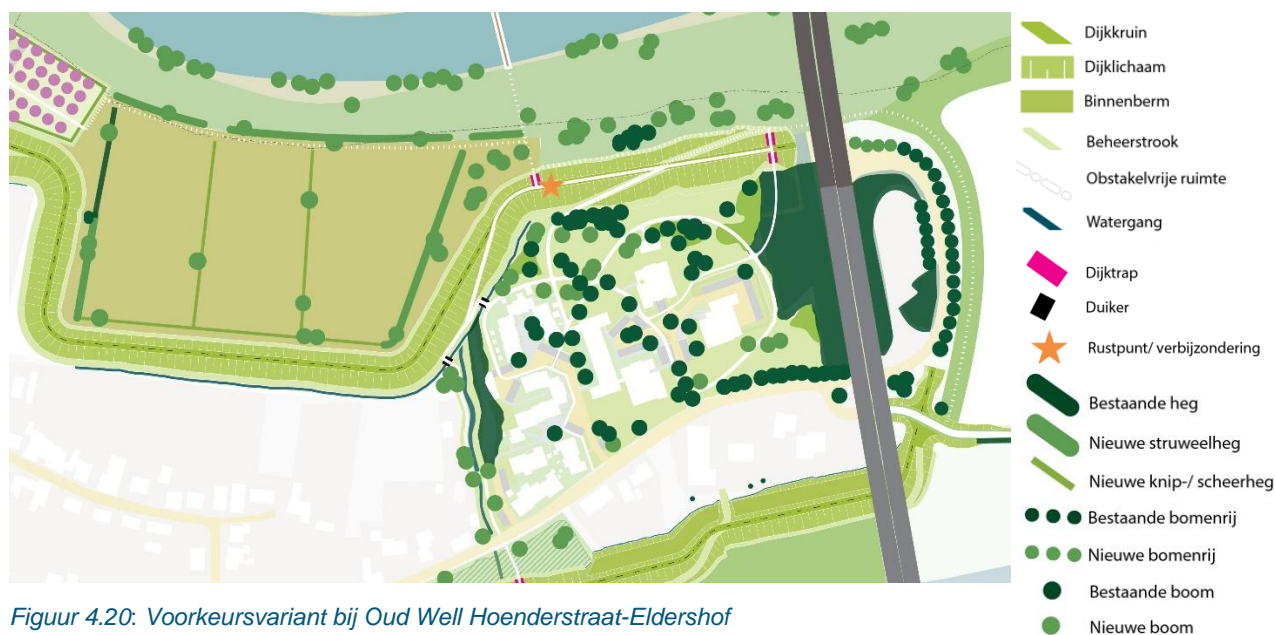 Dijkkruin
Dijklichaam
Binnenberm
Beheerstrook
Obstakelvrije ruimte
Watergang
Dijktrap
Duiker
Rustpunt/ verbijzondering
Bestaande heg
Nieuwe struweelheg
Nieuwe knip-/ scheerheg
Bestaande bomenrij
Nieuwe bomenrij
Bestaande boom
Nieuwe boom
Figuur 4.20: Voorkeursvariant bij Oud Well Hoenderstraat-Eldershof